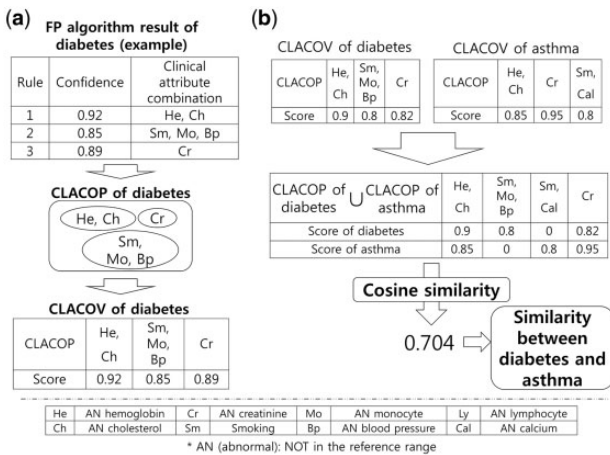 (a)
FP algorithm result of
diabetes (example)
Rule Confidence Clinical attribute combination
1 0.92 He, Ch
2 0.85 Sm, Mo, Bp
3 0.89 Cr
CLACOP of diabetes
He, Ch Cr
Sm,
Mo, Bp
CLACOV of diabetes
CLACOP He, Ch Sm, Mo, Bp Cr
Score 0.92 0.85 0.89
(b)
CLACOV of diabetes
CLACOP He, Ch Sm, Mo, Bp Cr
Score 0.9 0.8 0.82
CLACOV of asthma
CLACOP He, Ch Cr Sm, Cal
Score 0.85 0.95 0.8
CLACOP of diabetes ∪ CLACOP of asthma He, Ch Sm, Mo, Bp Sm, Cal Cr
Score of diabetes 0.9 0.8 0 0.82
Score of asthma 0.85 0 0.8 0.95
Cosine similarity
0.704
Similarity
between
diabetes and
asthma
He AN hemoglobin Cr AN creatinine Mo AN monocyte Ly AN lymphocyte
Ch AN cholesterol Sm Smoking Bp AN blood pressure Cal AN calcium
* AN (abnormal): NOT in the reference range